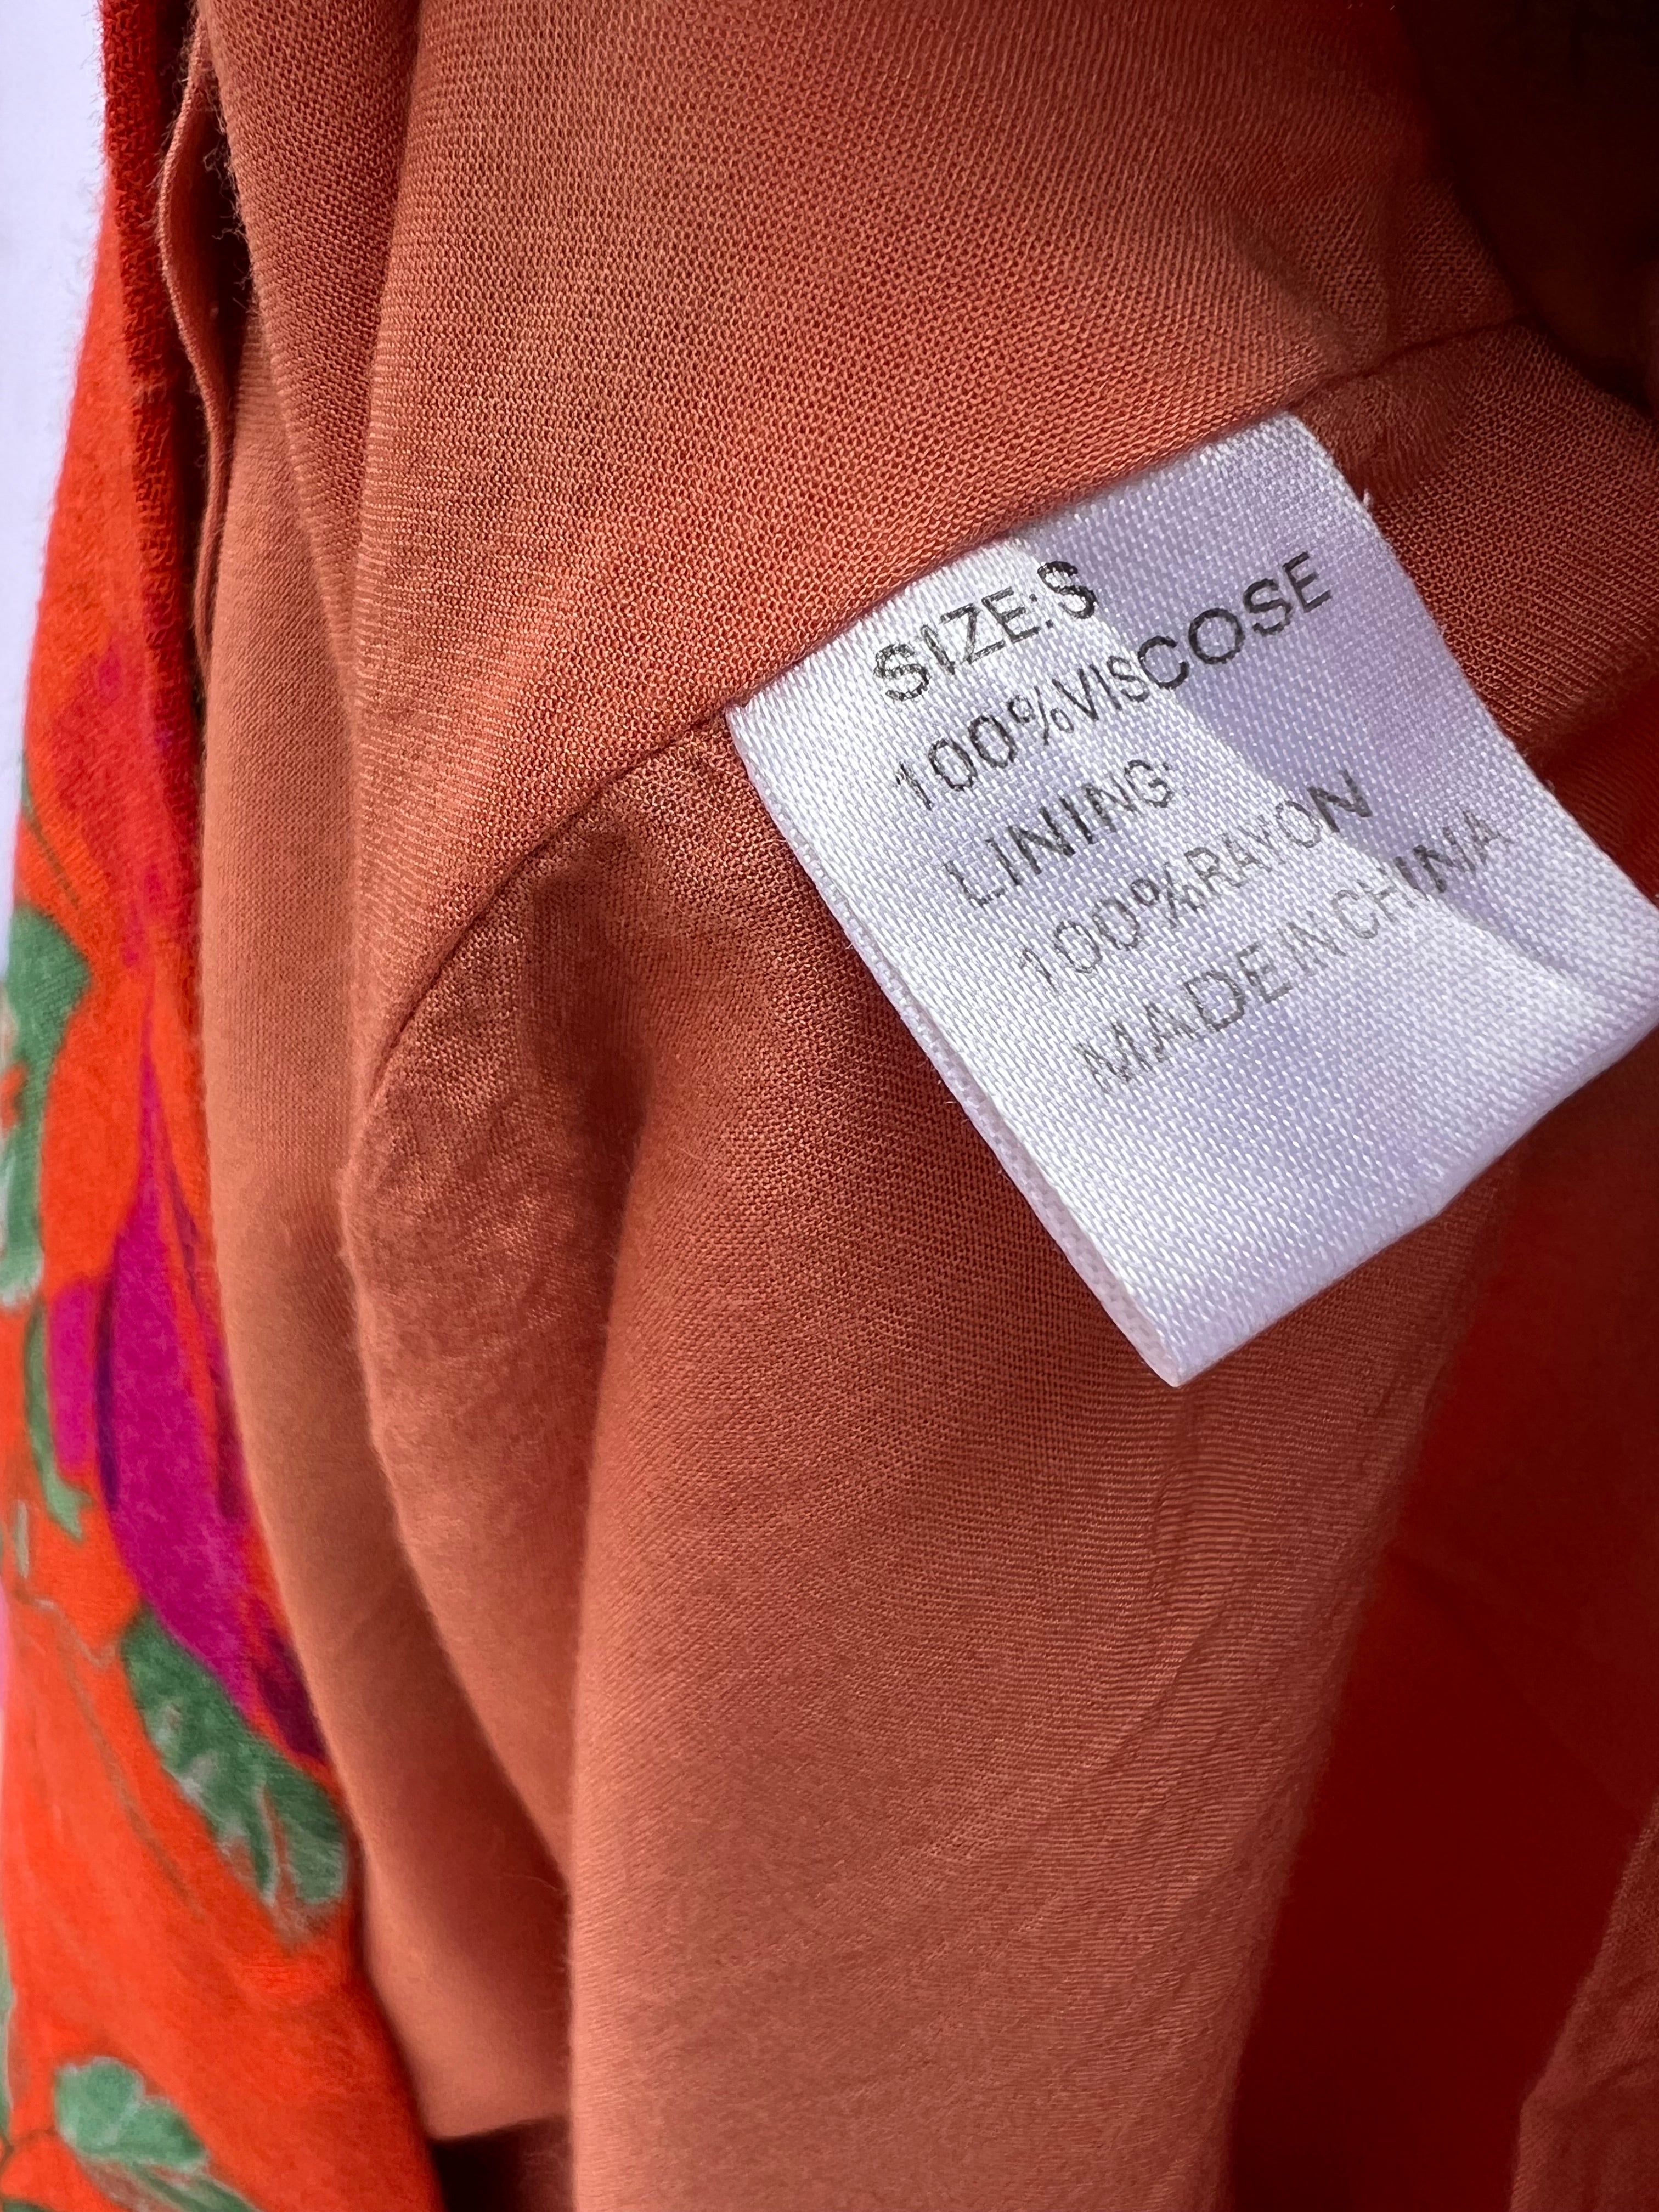 SIZE:S
100%VISCOSE
LINING
100%RAYON
MADE IN CHINA